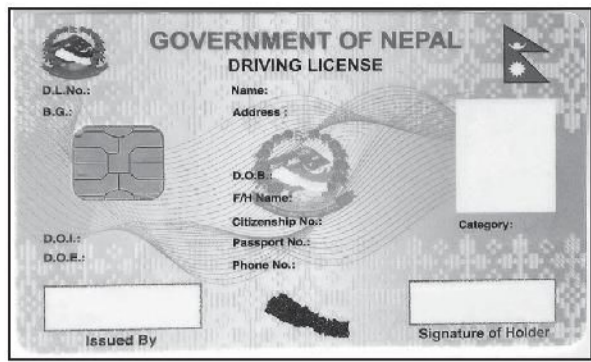 GOVERNMENT OF NEPAL
DRIVING LICENSE
D.L.No.:
Name:
B.G.:
Address :
D.O.B.:
F/H Name:
Citizenship No.:
Category:
D.O.I.:
Passport No.:
D.O.E.:
Phone No.:
Issued By
Signature of Holder